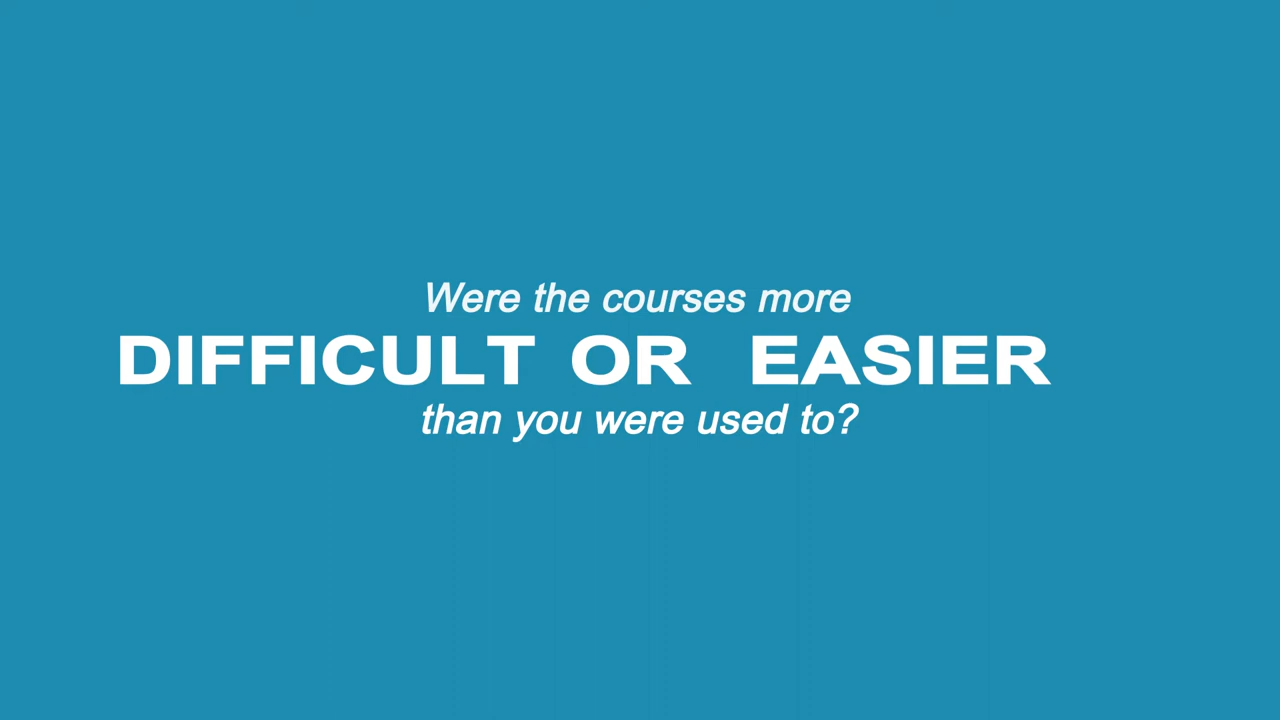 Were the courses more
DIFFICULT OR EASIER
than you were used to?